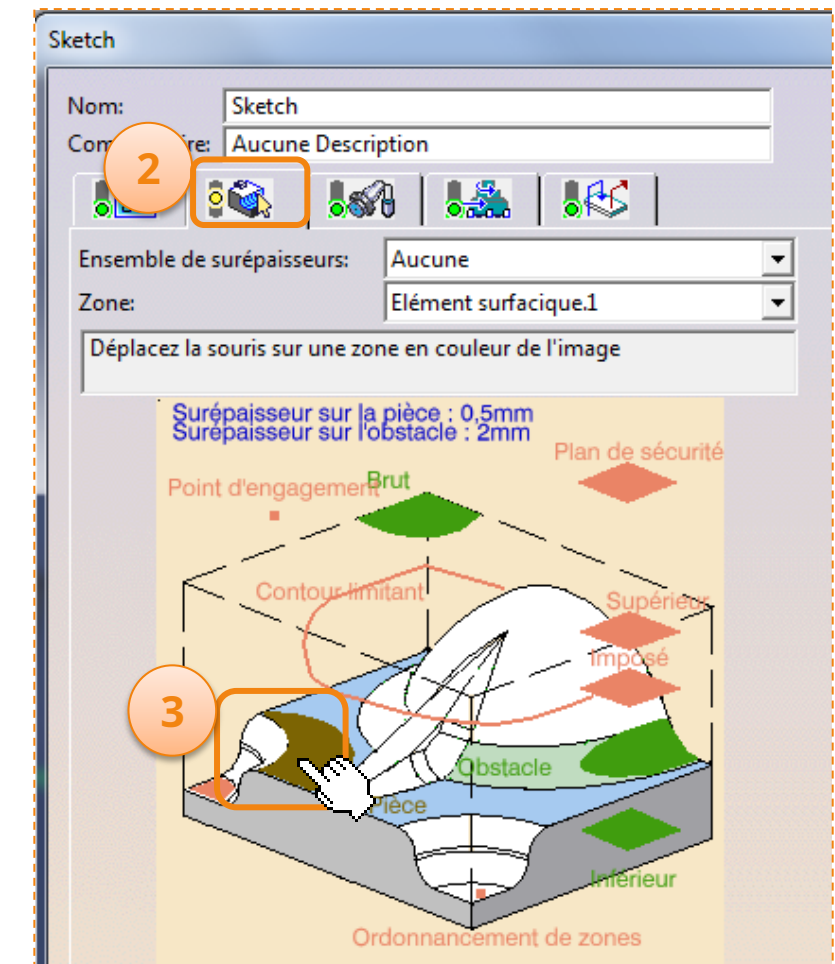 Sketch
Nom: Sketch
Com re: Aucune Description
2
Ensemble de surépaisseurs: Aucune
Zone: Elément surfacique.1
Déplacez la souris sur une zone en couleur de l'image
Surépaisseur sur la pièce : 0,5mm
Surépaisseur sur l'obstacle : 2mm
Plan de sécurité
Brut
Point d'engagement
Contour limitant
Supérieur
Imposé
3
Obstacle
Pièce
Inférieur
Ordonnancement de zones